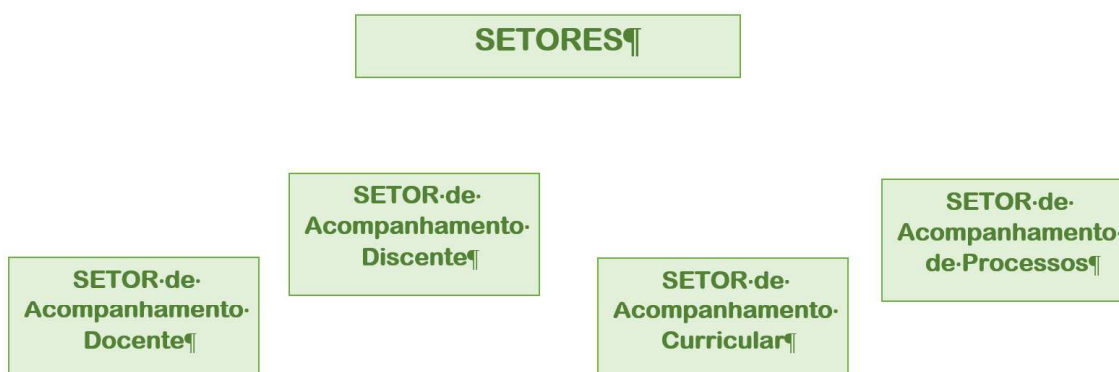 SETORES¶
SETOR·de·
Acompanhamento·
Docente¶
SETOR·de·
Acompanhamento·
Discente¶
SETOR·de·
Acompanhamento·
Curricular¶
SETOR·de·
Acompanhamento·
de·Processos¶